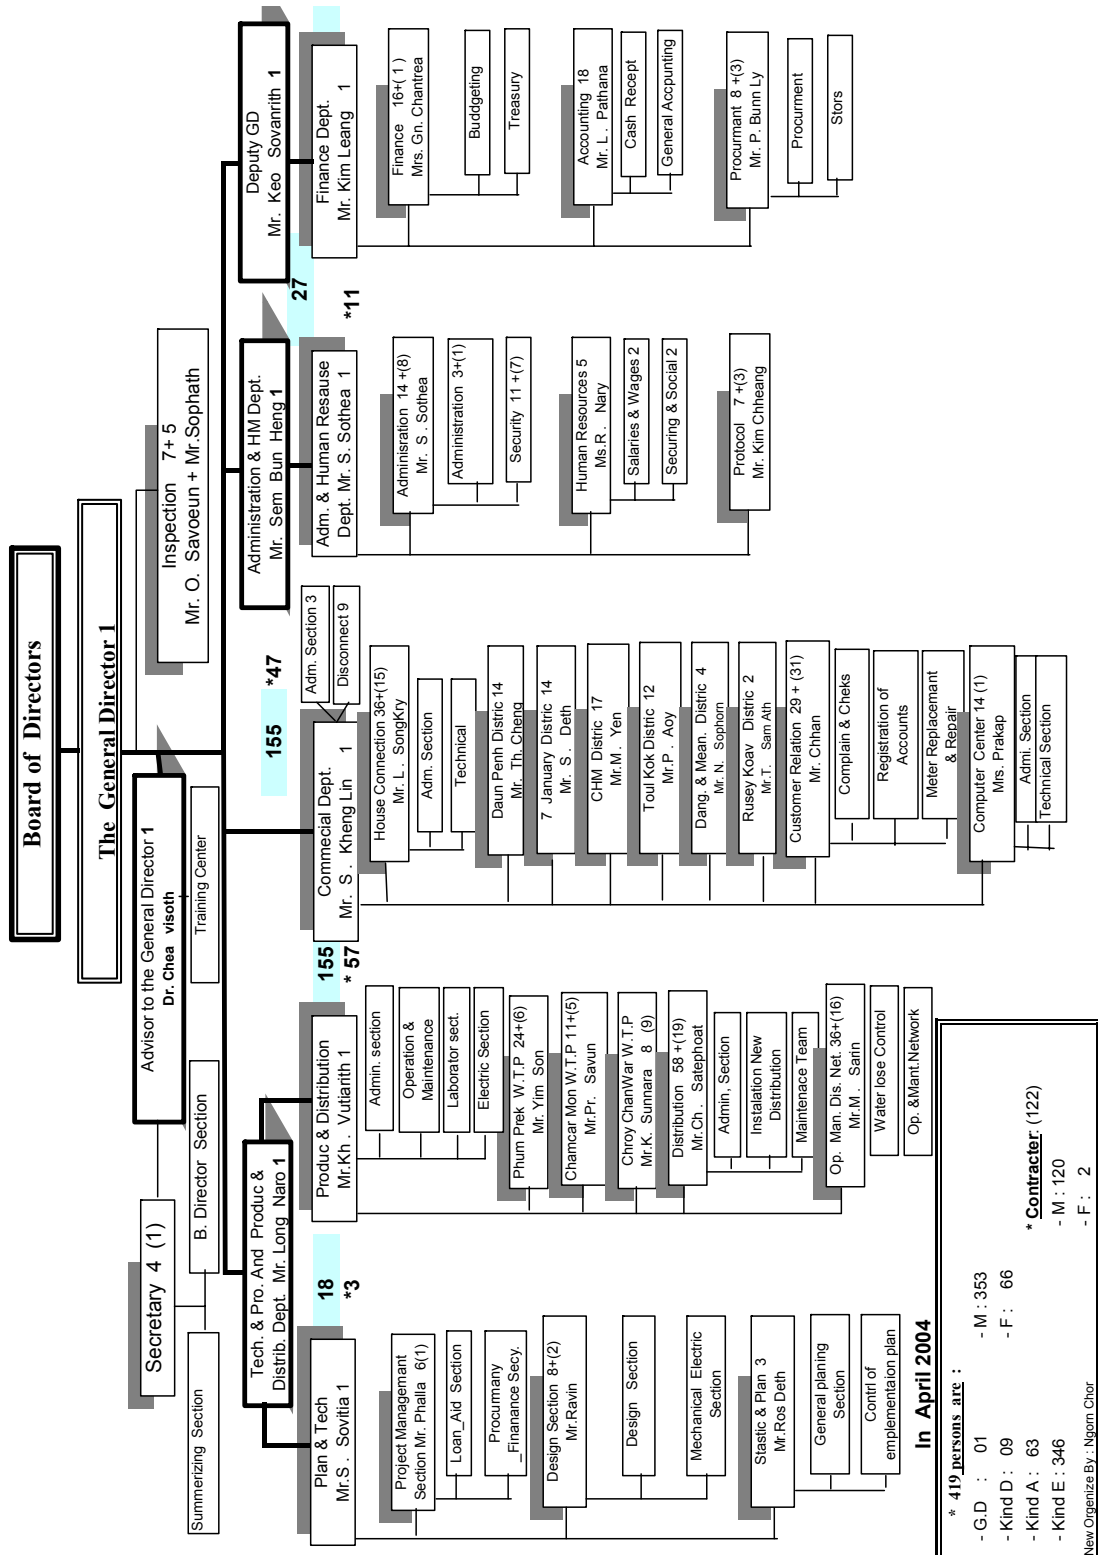 Board of Directors
The General Director 1
Advisor to the General Director 1
Dr. Chea visoth
Training Center
Secretary 4 (1)
B. Director Section
Summerizing Section
Inspection 7+ 5
Mr. O. Savoeun + Mr.Sophath
Tech. & Pro. And Produc &
Distrib. Dept. Mr. Long Naro 1
Plan & Tech
Mr.S . Sovitia 1
18
*3
Project Management
Section Mr. Phalla 6(1)
Loan_Aid Section
Procurmany
_Finanance Secy.
Design Section 8+(2)
Mr.Ravin
Design Section
Mechanical Electric
Section
Stastic & Plan 3
Mr.Ros Deth
General planing
Section
Contrl of
emplementaion plan
Produc & Distribution
Mr.Kh . Vutiarith 1
155
* 57
Admin. section
Operation &
Maintenance
Laborator sect.
Electric Section
Phum Prek W.T.P 24+(6)
Mr. Yim Son
Chamcar Mon W.T.P 11+(5)
Mr.Pr. Savun
Chroy ChanWar W.T.P
Mr.K. Sunnara 8 (9)
Distribution 58 +(19)
Mr.Ch . Satephoat
Admin, Section
Instalation New
Distribution
Maintenace Team
Op. Man. Dis. Net. 36+(16)
Mr.M . Sarin
Water lose Control
Op. &Mant.Network
Commecial Dept.
Mr. S . Kheng Lin 1
155
*47
Adm. Section 3
Disconnect 9
House Connection 36+(15)
Mr. L . SongKry
Adm. Section
Technical
Daun Penh Distric 14
Mr. Th. Cheng
7 January Distric 14
Mr. S . Deth
CHM Distric 17
Mr.M . Yen
Toul Kok Distric 12
Mr.P . Aoy
Dang. & Mean. Distric 4
Mr. N. Sophorn
Rusey Koav Distric 2
Mr.T. Sam Ath
Customer Relation 29 + (31)
Mr. Chhan
Complain & Cheks
Registration of
Accounts
Meter Replacemant
& Repair
Computer Center 14 (1)
Mrs. Prakap
Admi. Section
Technical Section
Administration & HM Dept.
Mr. Sem Bun Heng 1
27
*11
Adm. & Human Resause
Dept. Mr. S. Sothea 1
Adminisration 14 +(8)
Mr. S . Sothea
Administration 3+(1)
Security 11 +(7)
Human Resources 5
Ms.R. Nary
Salaries & Wages 2
Securing & Social 2
Protocol 7 +(3)
Mr. Kim Chheang
Deputy GD
Mr. Keo Sovanrith 1
Finance Dept.
Mr. Kim Leang 1
Finance 16+( 1 )
Mrs. Gn. Chantrea
Buddgeting
Treasury
Accounting 18
Mr. L . Pathana
Cash Recept
General Accpunting
Procurmant 8 +(3)
Mr. P. Bunn Ly
Procurment
Stors
In April 2004
* 419 persons are :
- G.D : 01 - M : 353
- Kind D : 09 - F : 66
- Kind A : 63 * Contracter: (122)
- Kind E : 346 - M : 120
- F : 2
New Orgenize By : Ngorn Chor